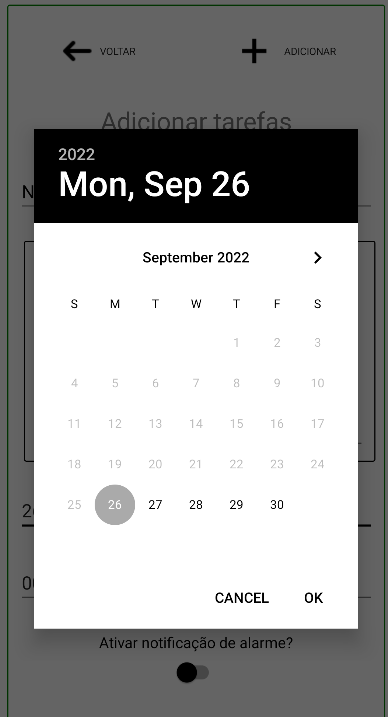 VOLTAR ADICIONAR
Adicionar tarefas
2022
Mon, Sep 26
N
September 2022
S M T W T F S
1 2 3
4 5 6 7 8 9 10
11 12 13 14 15 16 17
18 19 20 21 22 23 24
25 26 27 28 29 30
CANCEL OK
Ativar notificação de alarme?